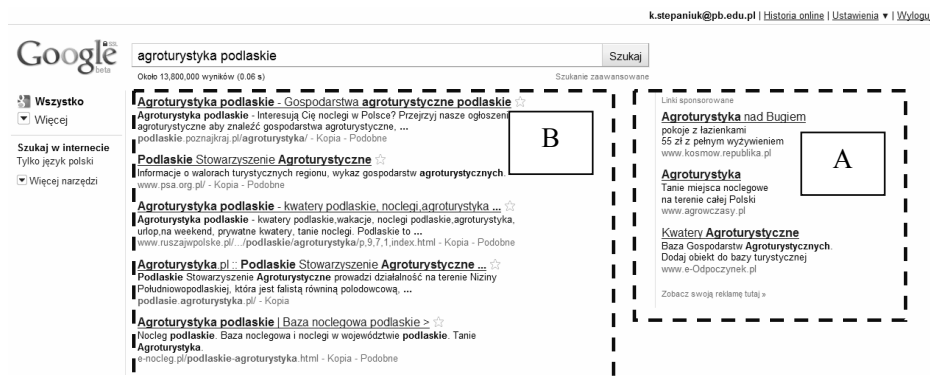 k.stepaniuk@pb.edu.pl | Historia online | Ustawienia ▼ | Wylogu
Google
SSL
beta
agroturystyka podlaskie
Szukaj
Około 13,800,000 wyników (0.06 s)
Szukanie zaawansowane
Wszystko
Więcej
Szukaj w internecie
Tylko język polski
Więcej narzędzi
Agroturystyka podlaskie - Gospodarstwa agroturystyczne podlaskie
Agroturystyka podlaskie - Interesują Cię noclegi w Polsce? Przejrzyj nasze ogłoszeni
agroturystyczne aby znaleźć gospodarstwa agroturystyczne, ...
podlaskie.poznajkraj.pl/agroturystyka/ - Kopia - Podobne
B
Podlaskie Stowarzyszenie Agroturystyczne
Informacje o walorach turystycznych regionu, wykaz gospodarstw agroturystycznych.
www.psa.org.pl/ - Kopia - Podobne
Agroturystyka podlaskie - kwatery podlaskie, noclegi,agroturystyka ...
Agroturystyka podlaskie - kwatery podlaskie,wakacje, noclegi podlaskie,agroturystyka,
urlop,na weekend, prywatne kwatery, tanie noclegi. Podlaskie to ...
www.ruszajwpolske.pl/.../podlaskie/agroturystyka/p,9,7,1,index.html - Kopia - Podobne
Agroturystyka.pl :: Podlaskie Stowarzyszenie Agroturystyczne ...
Podlaskie Stowarzyszenie Agroturystyczne prowadzi działalność na terenie Niziny
Południowopodlaskiej, która jest falistą równiną polodowcową, ...
podlasie.agroturystyka.pl/ - Kopia
Agroturystyka podlaskie | Baza noclegowa podlaskie >
Nocleg podlaskie. Baza noclegowa i noclegi w województwie podlaskie. Tanie
Agroturystyka.
e-nocleg.pl/podlaskie-agroturystyka.html - Kopia - Podobne
Linki sponsorowane
Agroturystyka nad Bugiem
pokoje z łazienkami
55 zł z pełnym wyżywieniem
www.kosmow.republika.pl
A
Agroturystyka
Tanie miejsca noclegowe
na terenie całej Polski
www.agrowczasy.pl
Kwatery Agroturystyczne
Baza Gospodarstw Agroturystycznych.
Dodaj obiekt do bazy turystycznej
www.e-Odpoczynek.pl
Zobacz swoją reklamę tutaj »